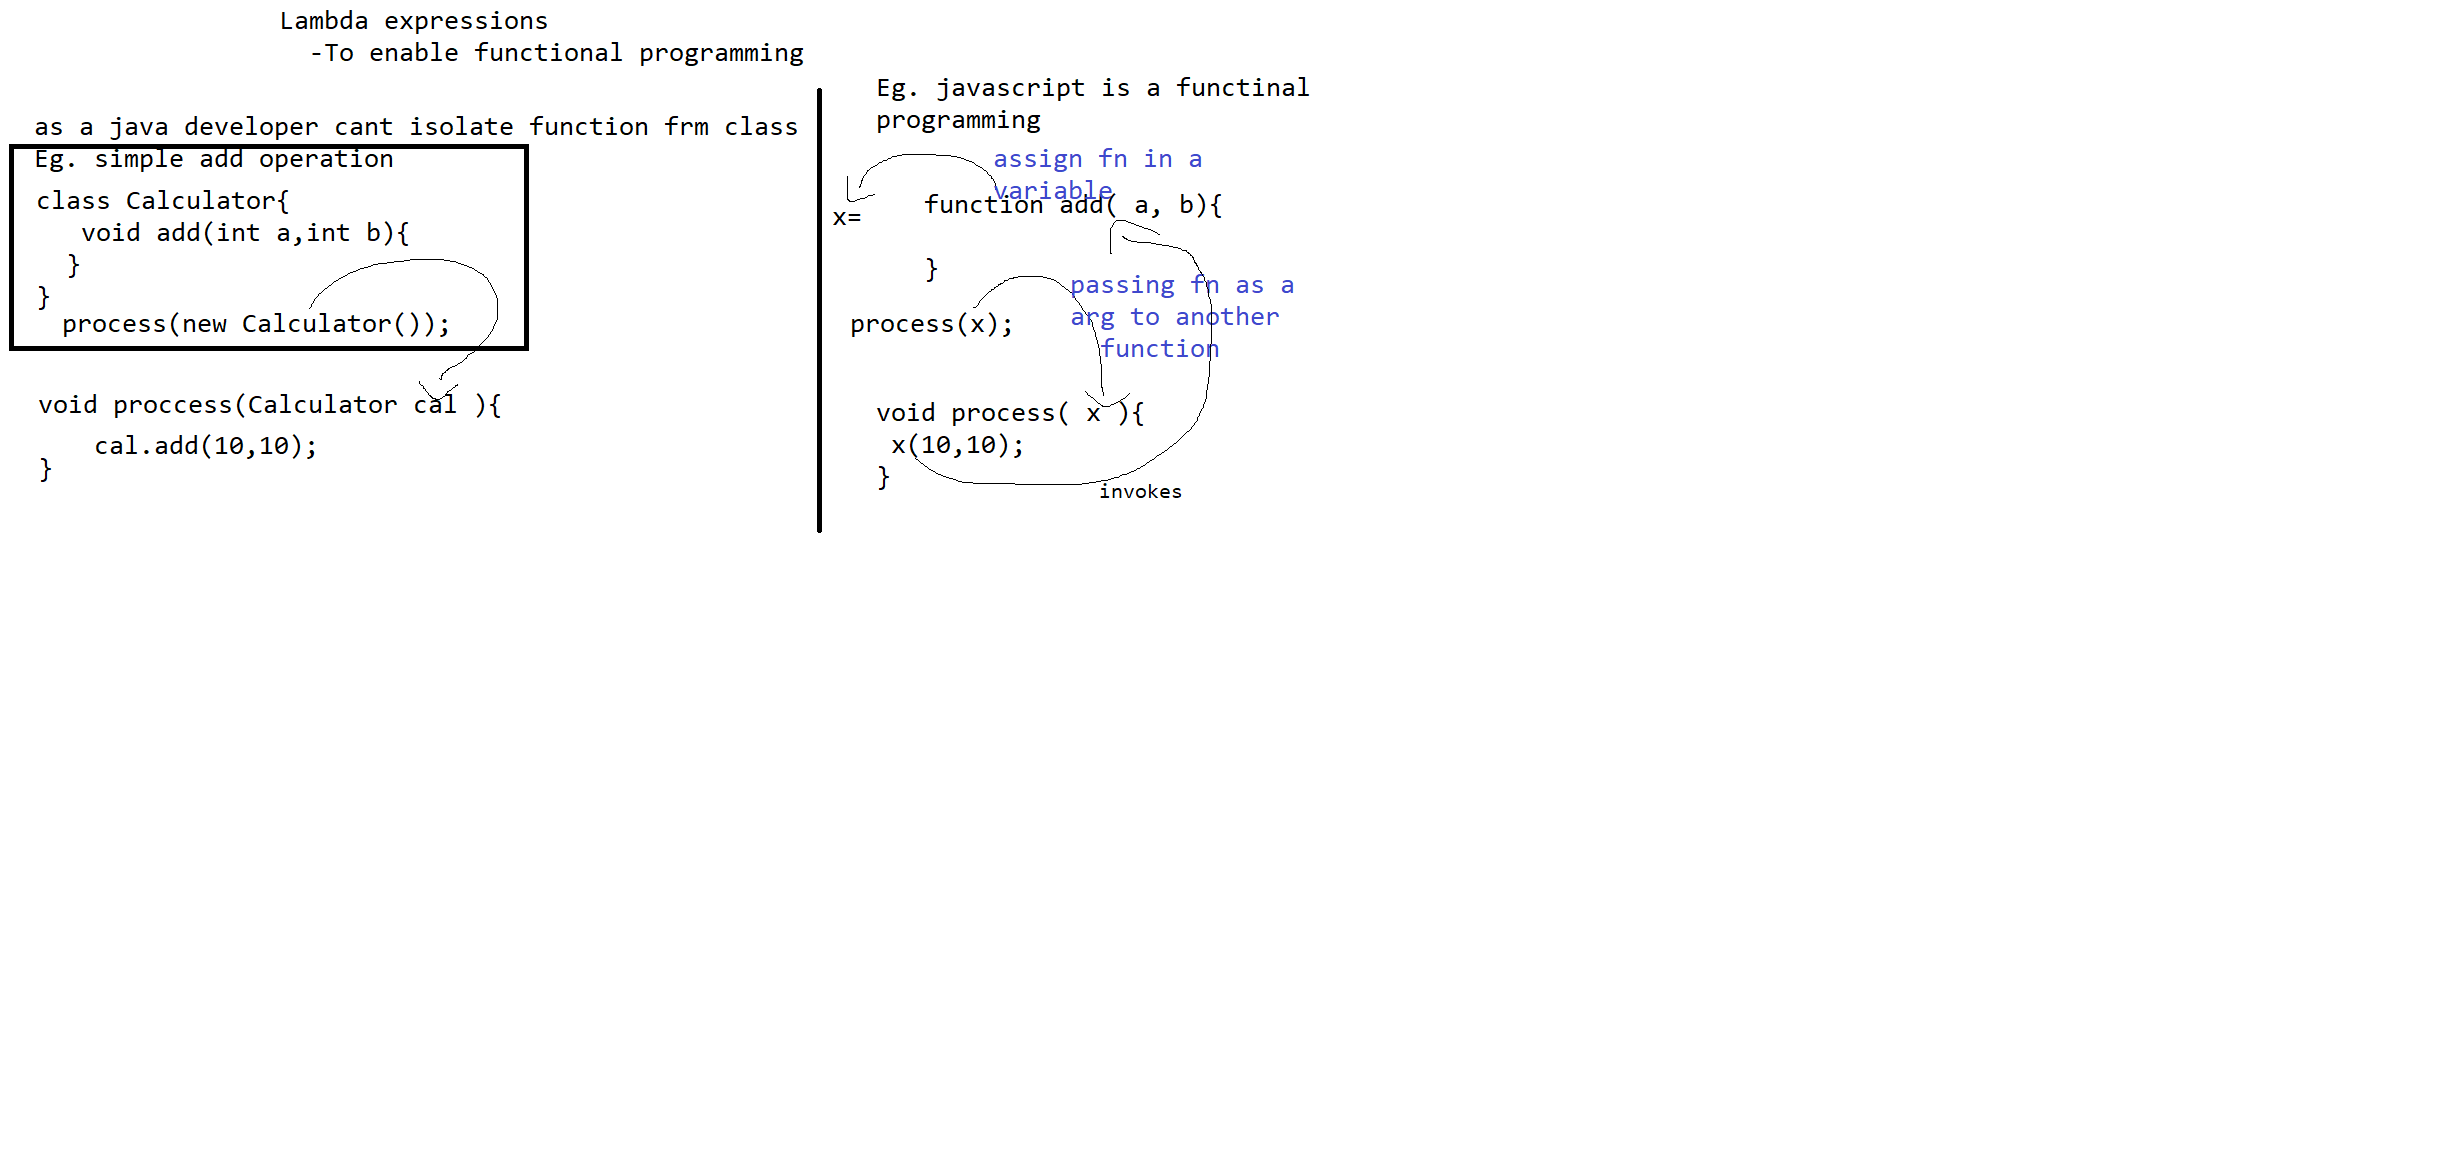 Lambda expressions
-To enable functional programming
as a java developer cant isolate function frm class
Eg. simple add operation
class Calculator{
void add(int a,int b){
}
}
process(new Calculator());
void proccess(Calculator cal ){
cal.add(10,10);
}
Eg. javascript is a functinal
programming
assign fn in a
variable
x=
function add( a, b){
}
passing fn as a
arg to another
function
process(x);
void process( x ){
x(10,10);
}
invokes